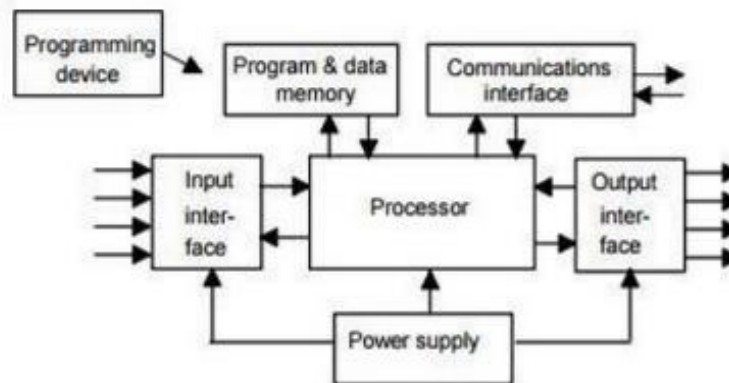 Programming
device
Program & data
memory
Communications
interface
Input
inter-
face
Processor
Output
inter-
face
Power supply